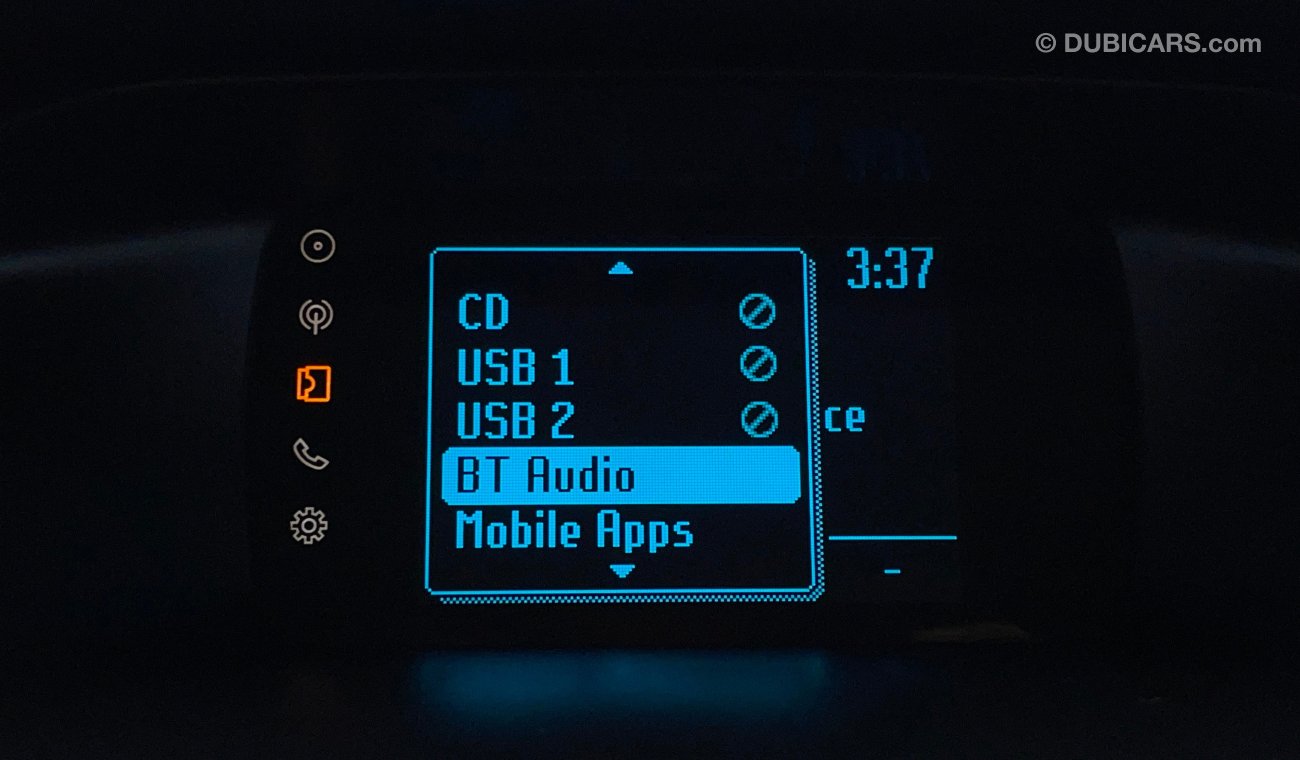 © DUBICARS.com
3:37
CD
USB 1
USB 2
ce
BT Audio
Mobile Apps
-